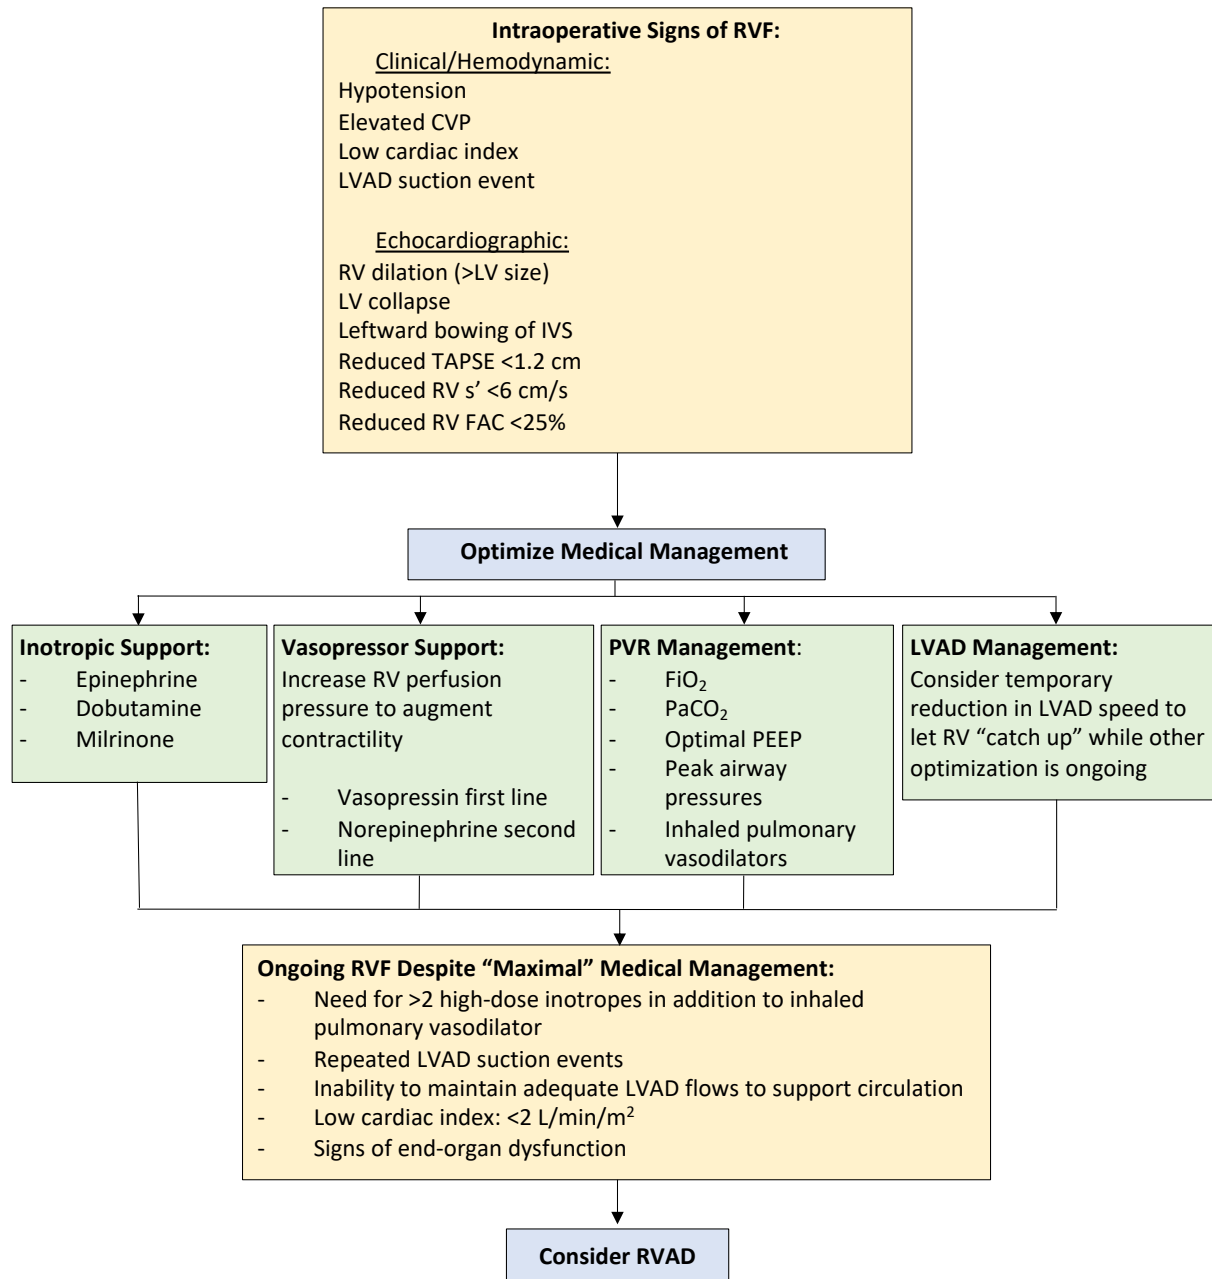 Intraoperative Signs of RVF:
Clinical/Hemodynamic:
Hypotension
Elevated CVP
Low cardiac index
LVAD suction event
Echocardiographic:
RV dilation (>LV size)
LV collapse
Leftward bowing of IVS
Reduced TAPSE <1.2 cm
Reduced RV s’ <6 cm/s
Reduced RV FAC <25%
Optimize Medical Management
Inotropic Support:
- Epinephrine
- Dobutamine
- Milrinone
Vasopressor Support:
Increase RV perfusion
pressure to augment
contractility
- Vasopressin first line
- Norepinephrine second
line
PVR Management:
- FiO₂
- PaCO₂
- Optimal PEEP
- Peak airway
pressures
- Inhaled pulmonary
vasodilators
LVAD Management:
Consider temporary
reduction in LVAD speed to
let RV “catch up” while other
optimization is ongoing
Ongoing RVF Despite “Maximal” Medical Management:
- Need for >2 high-dose inotropes in addition to inhaled
pulmonary vasodilator
- Repeated LVAD suction events
- Inability to maintain adequate LVAD flows to support circulation
- Low cardiac index: <2 L/min/m²
- Signs of end-organ dysfunction
Consider RVAD